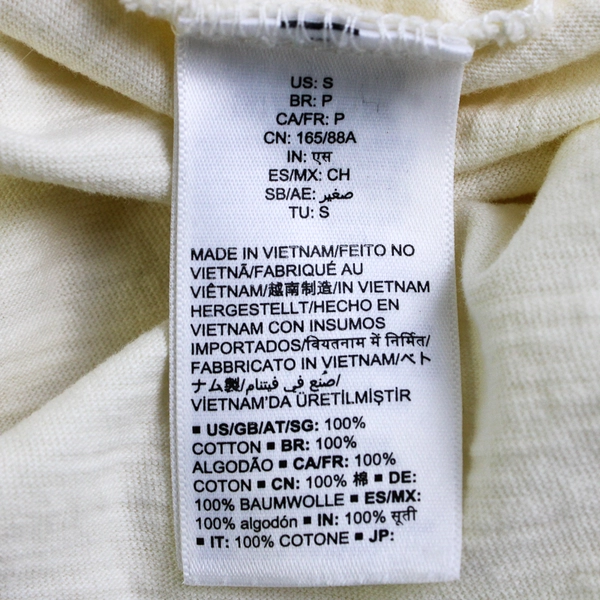 US: S
BR: P
CA/FR: P
CN: 165/88A
IN: एस
ES/MX: CH
SB/AE: صغير
TU: S
MADE IN VIETNAM/FEITO NO
VIETNÃ/FABRIQUÉ AU
VIÊTNAM/越南制造/IN VIETNAM
HERGESTELLT/HECHO EN
VIETNAM CON INSUMOS
IMPORTADOS/वियतनाम में निर्मित/
FABBRICATO IN VIETNAM/ベト
ナム製/صُنع في فيتنام/
VİETNAM'DA ÜRETİLMİŞTİR
■ US/GB/AT/SG: 100%
COTTON ■ BR: 100%
ALGODÃO ■ CA/FR: 100%
COTON ■ CN: 100% 棉 ■ DE:
100% BAUMWOLLE ■ ES/MX:
100% algodón ■ IN: 100% सूती
■ IT: 100% COTONE ■ JP: